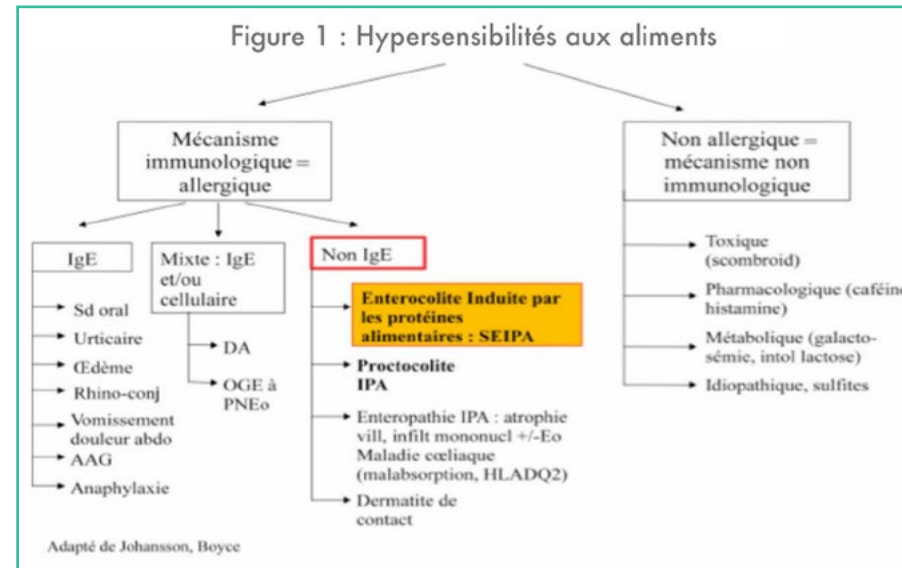 Figure 1 : Hypersensibilités aux aliments
Mécanisme
immunologique =
allergique
Non allergique =
mécanisme non
immunologique
IgE
Sd oral
Urticaire
Œdème
Rhino-conj
Vomissement
douleur abdo
AAG
Anaphylaxie
Mixte : IgE
et/ou
cellulaire
DA
OGE à
PNEo
Non IgE
Enterocolite Induite par
les protéines
alimentaires : SEIPA
Proctocolite
IPA
Enteropathie IPA : atrophie
vill, infilt mononucl +/-Eo
Maladie cœliaque
(malabsorption, HLADQ2)
Dermatite de
contact
Toxique
(scombroid)
Pharmacologique (caféine
histamine)
Métabolique (galacto-
sémie, intol lactose)
Idiopathique, sulfites
Adapté de Johansson, Boyce